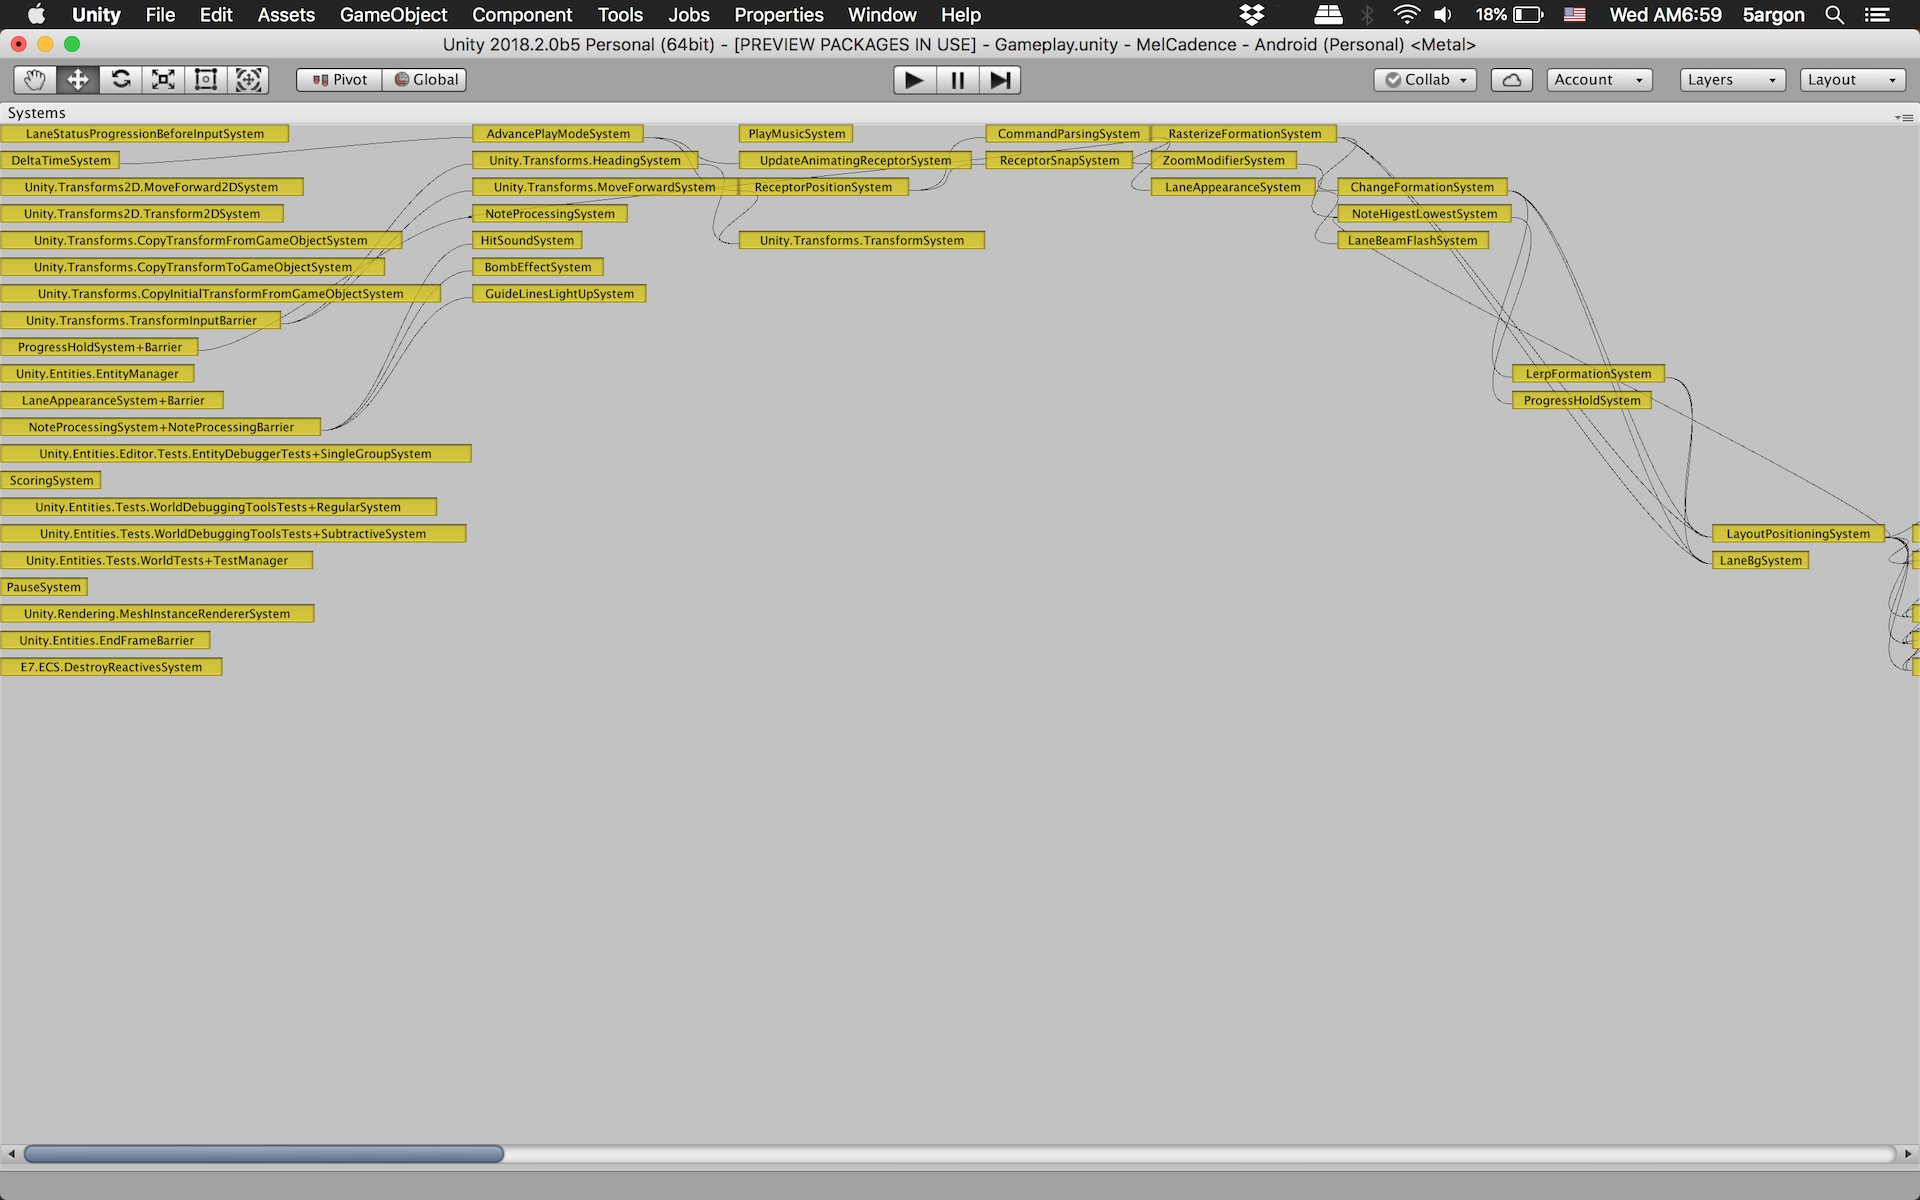 Unity File Edit Assets GameObject Component Tools Jobs Properties Window Help 18% Wed AM6:59 5argon
Unity 2018.2.0b5 Personal (64bit) - [PREVIEW PACKAGES IN USE] - Gameplay.unity - MelCadence - Android (Personal) <Metal>
Pivot Global Collab Account Layers Layout
Systems
LaneStatusProgressionBeforeInputSystem AdvancePlayModeSystem PlayMusicSystem CommandParsingSystem RasterizeFormationSystem
DeltaTimeSystem Unity.Transforms.HeadingSystem UpdateAnimatingReceptorSystem ReceptorSnapSystem ZoomModifierSystem
Unity.Transforms2D.MoveForward2DSystem Unity.Transforms.MoveForwardSystem ReceptorPositionSystem LaneAppearanceSystem ChangeFormationSystem
Unity.Transforms2D.Transform2DSystem NoteProcessingSystem NoteHigestLowestSystem
Unity.Transforms.CopyTransformFromGameObjectSystem HitSoundSystem Unity.Transforms.TransformSystem LaneBeamFlashSystem
Unity.Transforms.CopyTransformToGameObjectSystem BombEffectSystem
Unity.Transforms.CopyInitialTransformFromGameObjectSystem GuideLinesLightUpSystem
Unity.Transforms.TransformInputBarrier
ProgressHoldSystem+Barrier
Unity.Entities.EntityManager LerpFormationSystem
LaneAppearanceSystem+Barrier ProgressHoldSystem
NoteProcessingSystem+NoteProcessingBarrier
Unity.Entities.Editor.Tests.EntityDebuggerTests+SingleGroupSystem
ScoringSystem
Unity.Entities.Tests.WorldDebuggingToolsTests+RegularSystem
Unity.Entities.Tests.WorldDebuggingToolsTests+SubtractiveSystem LayoutPositioningSystem
Unity.Entities.Tests.WorldTests+TestManager LaneBgSystem
PauseSystem
Unity.Rendering.MeshInstanceRendererSystem
Unity.Entities.EndFrameBarrier
E7.ECS.DestroyReactivesSystem